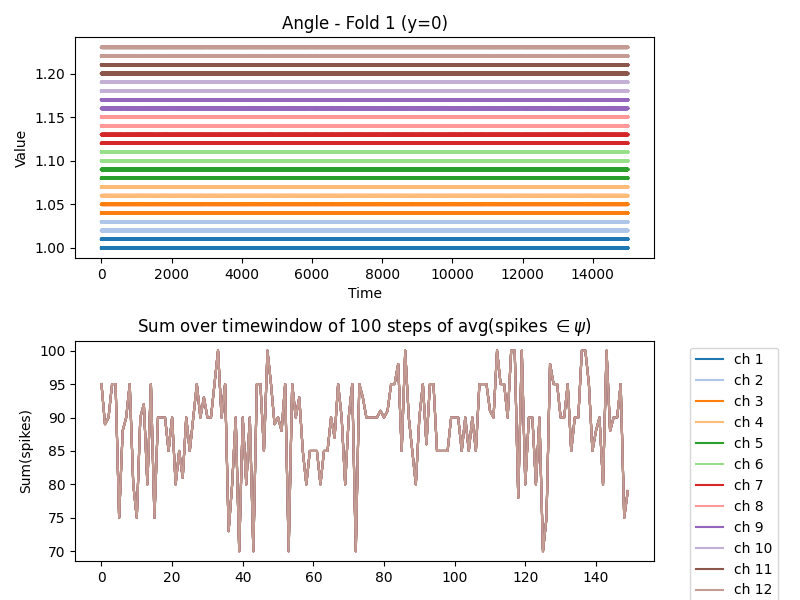 Angle - Fold 1 (y=0)
Value
1.20
1.15
1.10
1.05
1.00
0 2000 4000 6000 8000 10000 12000 14000
Time
Sum over timewindow of 100 steps of avg(spikes ∈ ψ)
Sum(spikes)
100
95
90
85
80
75
70
0 20 40 60 80 100 120 140
ch 1
ch 2
ch 3
ch 4
ch 5
ch 6
ch 7
ch 8
ch 9
ch 10
ch 11
ch 12